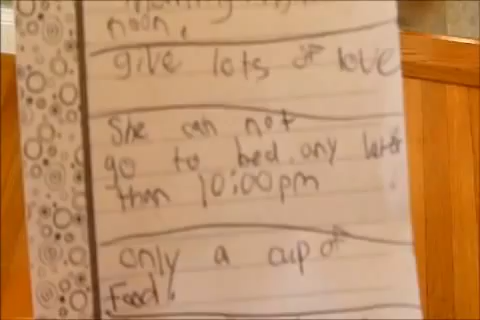 noon.
give lots of love
She can not
go to bed any later
than 10:00pm
only a cup of
Food.